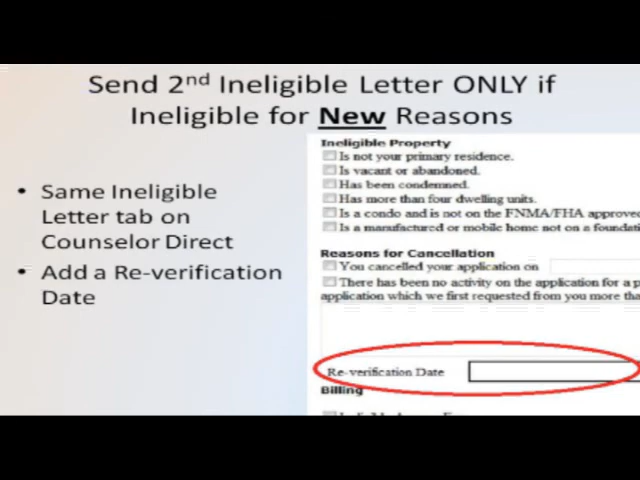 Send 2nd Ineligible Letter ONLY if
Ineligible for New Reasons
• Same Ineligible
Letter tab on
Counselor Direct
• Add a Re-verification
Date
Ineligible Property
Is not your primary residence.
Is vacant or abandoned.
Has been condemned.
Has more than four dwelling units.
Is a condo and is not on the FNMA/FHA approved
Is a manufactured or mobile home not on a
Reasons for Cancellation
You cancelled your application on
There has been no activity on the application for a
application which we first requested from you more
Re-verification Date
Billing